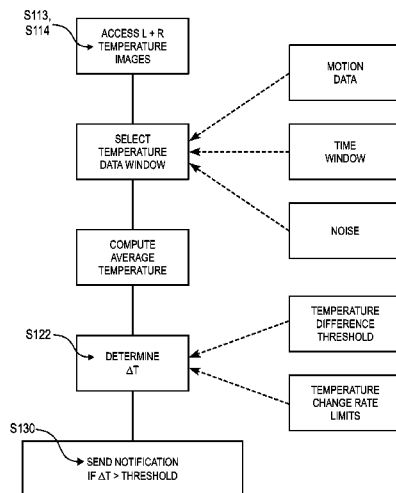 S113,
S114
ACCESS L + R
TEMPERATURE
IMAGES
MOTION
DATA
SELECT
TEMPERATURE
DATA WINDOW
TIME
WINDOW
NOISE
COMPUTE
AVERAGE
TEMPERATURE
TEMPERATURE
DIFFERENCE
THRESHOLD
S122
DETERMINE
ΔT
TEMPERATURE
CHANGE RATE
LIMITS
S130
SEND NOTIFICATION
IF ΔT > THRESHOLD